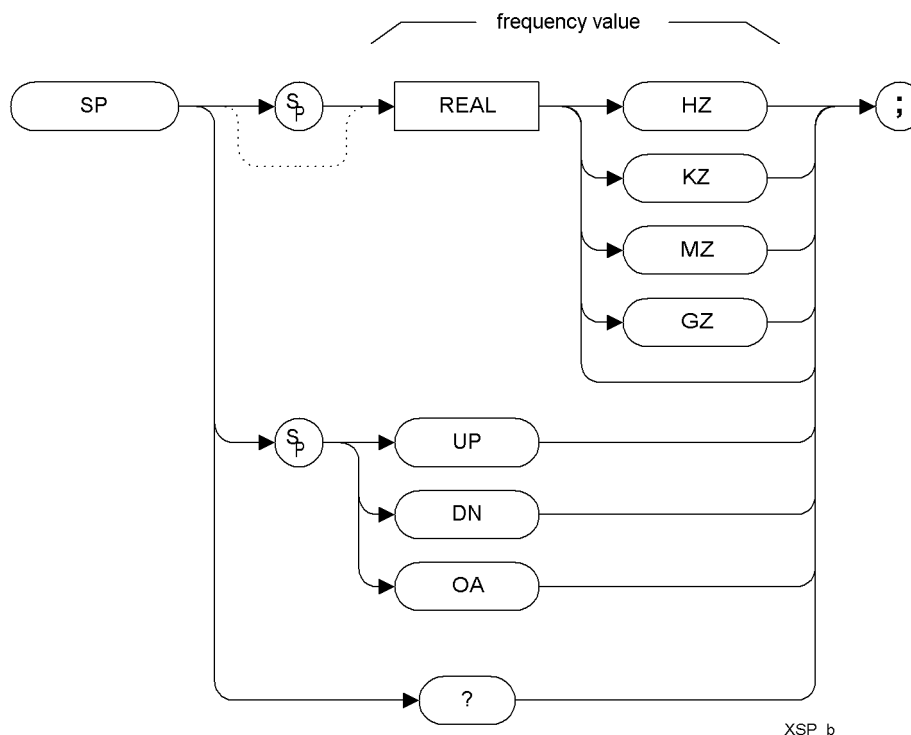 frequency value
SP
SP
REAL
HZ
;
KZ
MZ
GZ
SP
UP
DN
OA
?
XSP_b